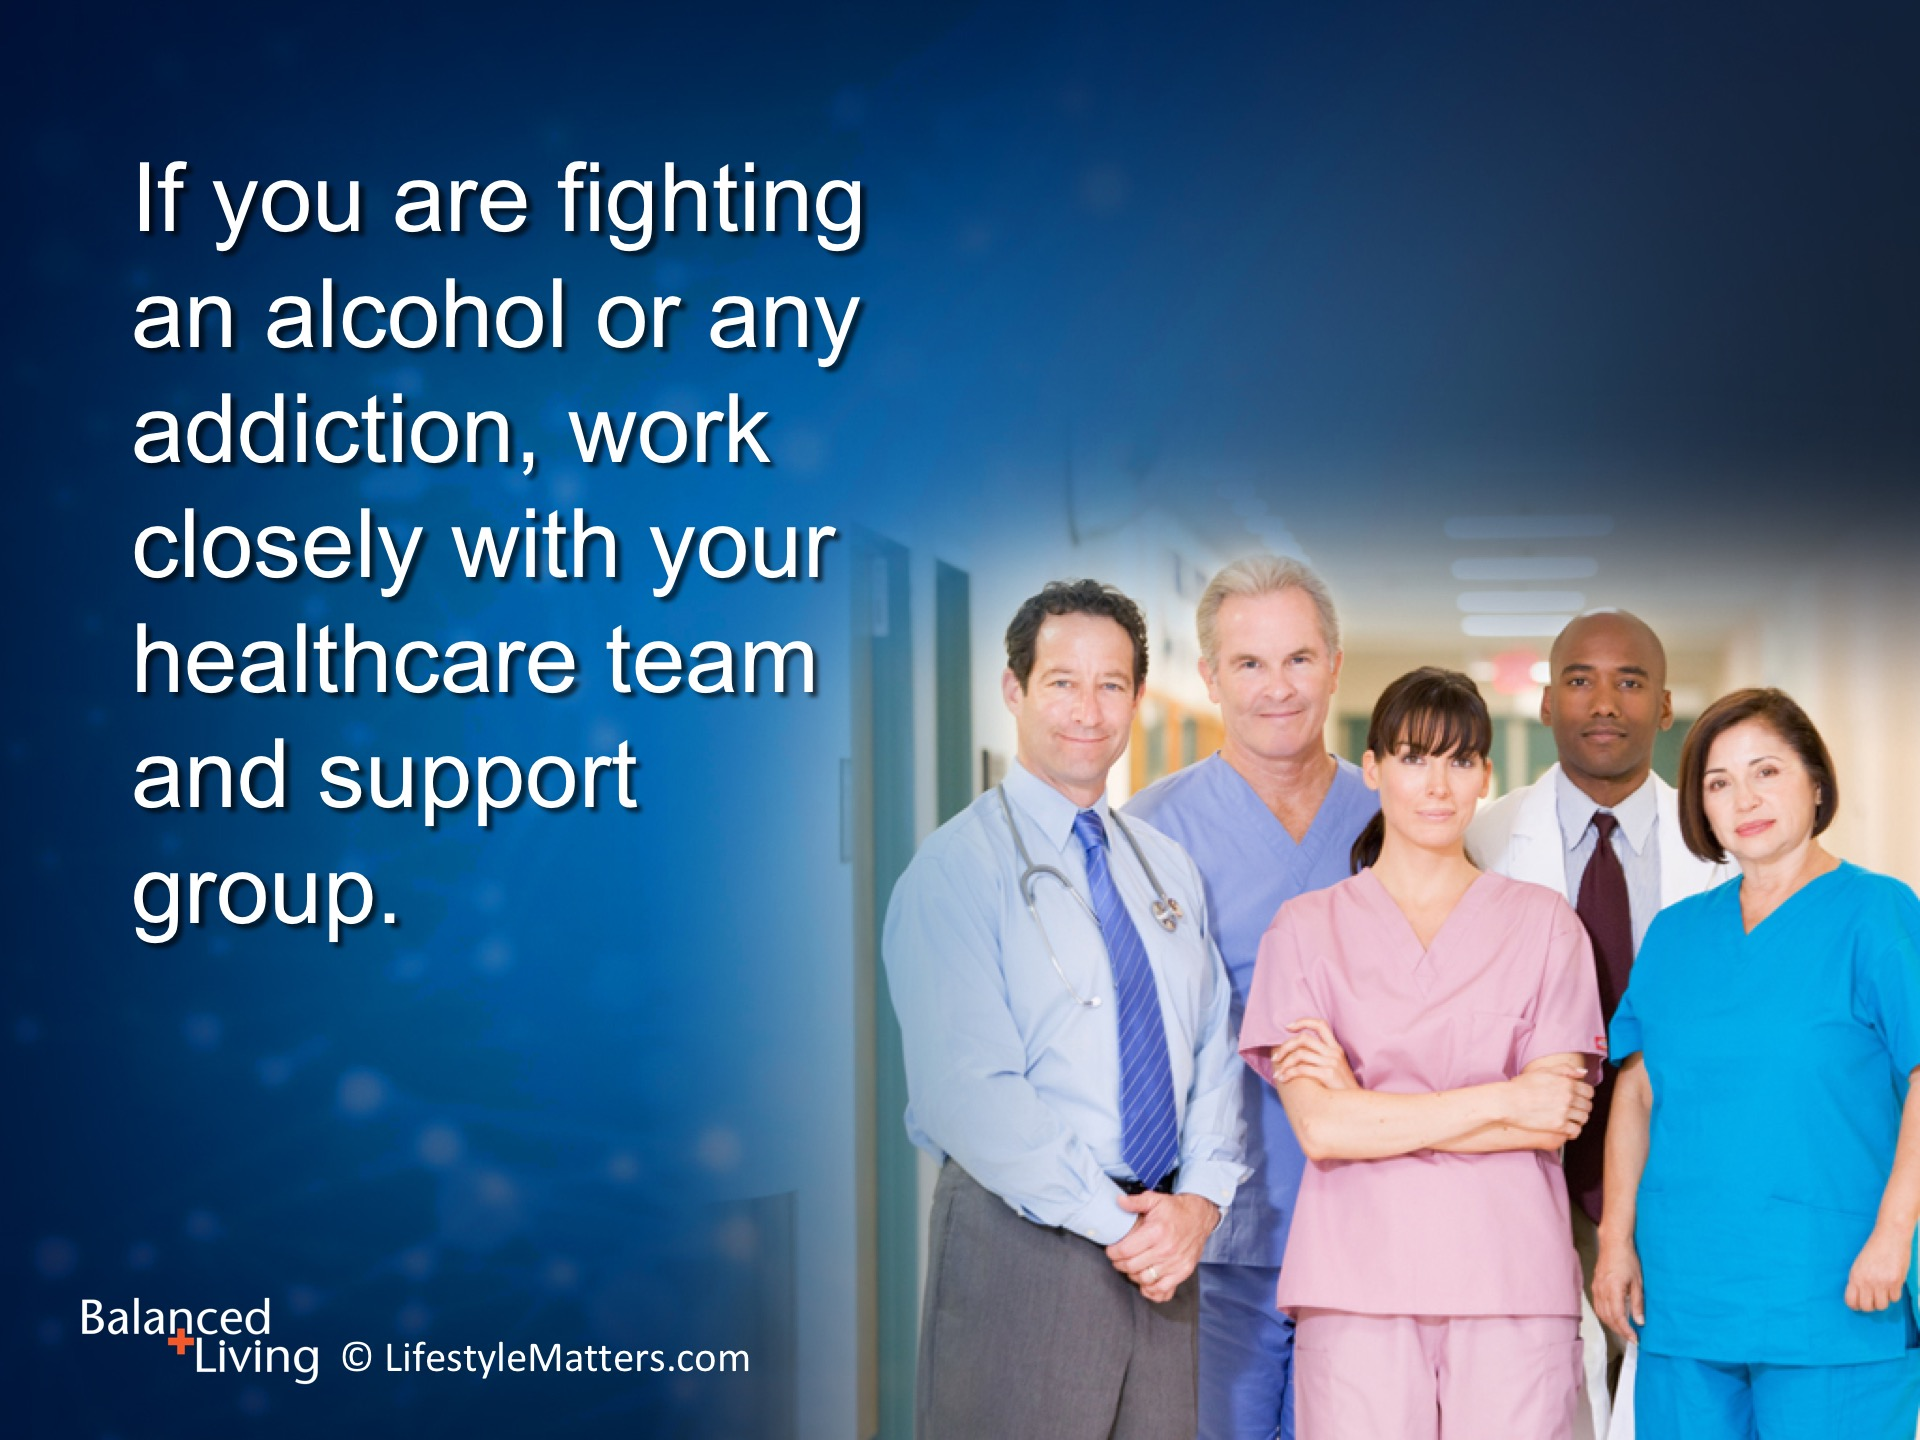 If you are fighting
an alcohol or any
addiction, work
closely with your
healthcare team
and support
group.
Balanced
Living © LifestyleMatters.com